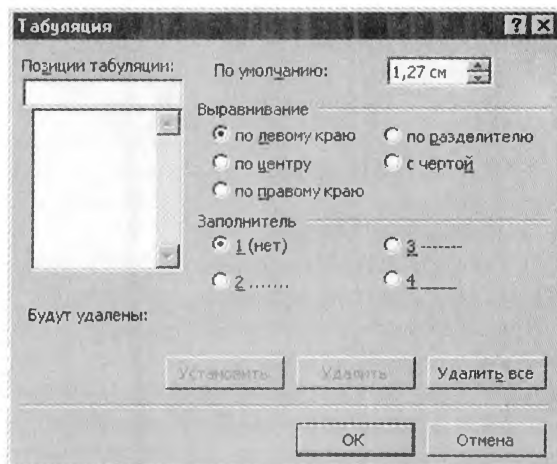 Табуляция
Позиции табуляции:
По умолчанию: 1,27 см
Выравнивание
по левому краю по разделителю
по центру с чертой
по правому краю
Заполнитель
1 (нет) 3 -------
2 ....... 4 ____
Будут удалены:
Установить Удалить Удалить все
ОК Отмена